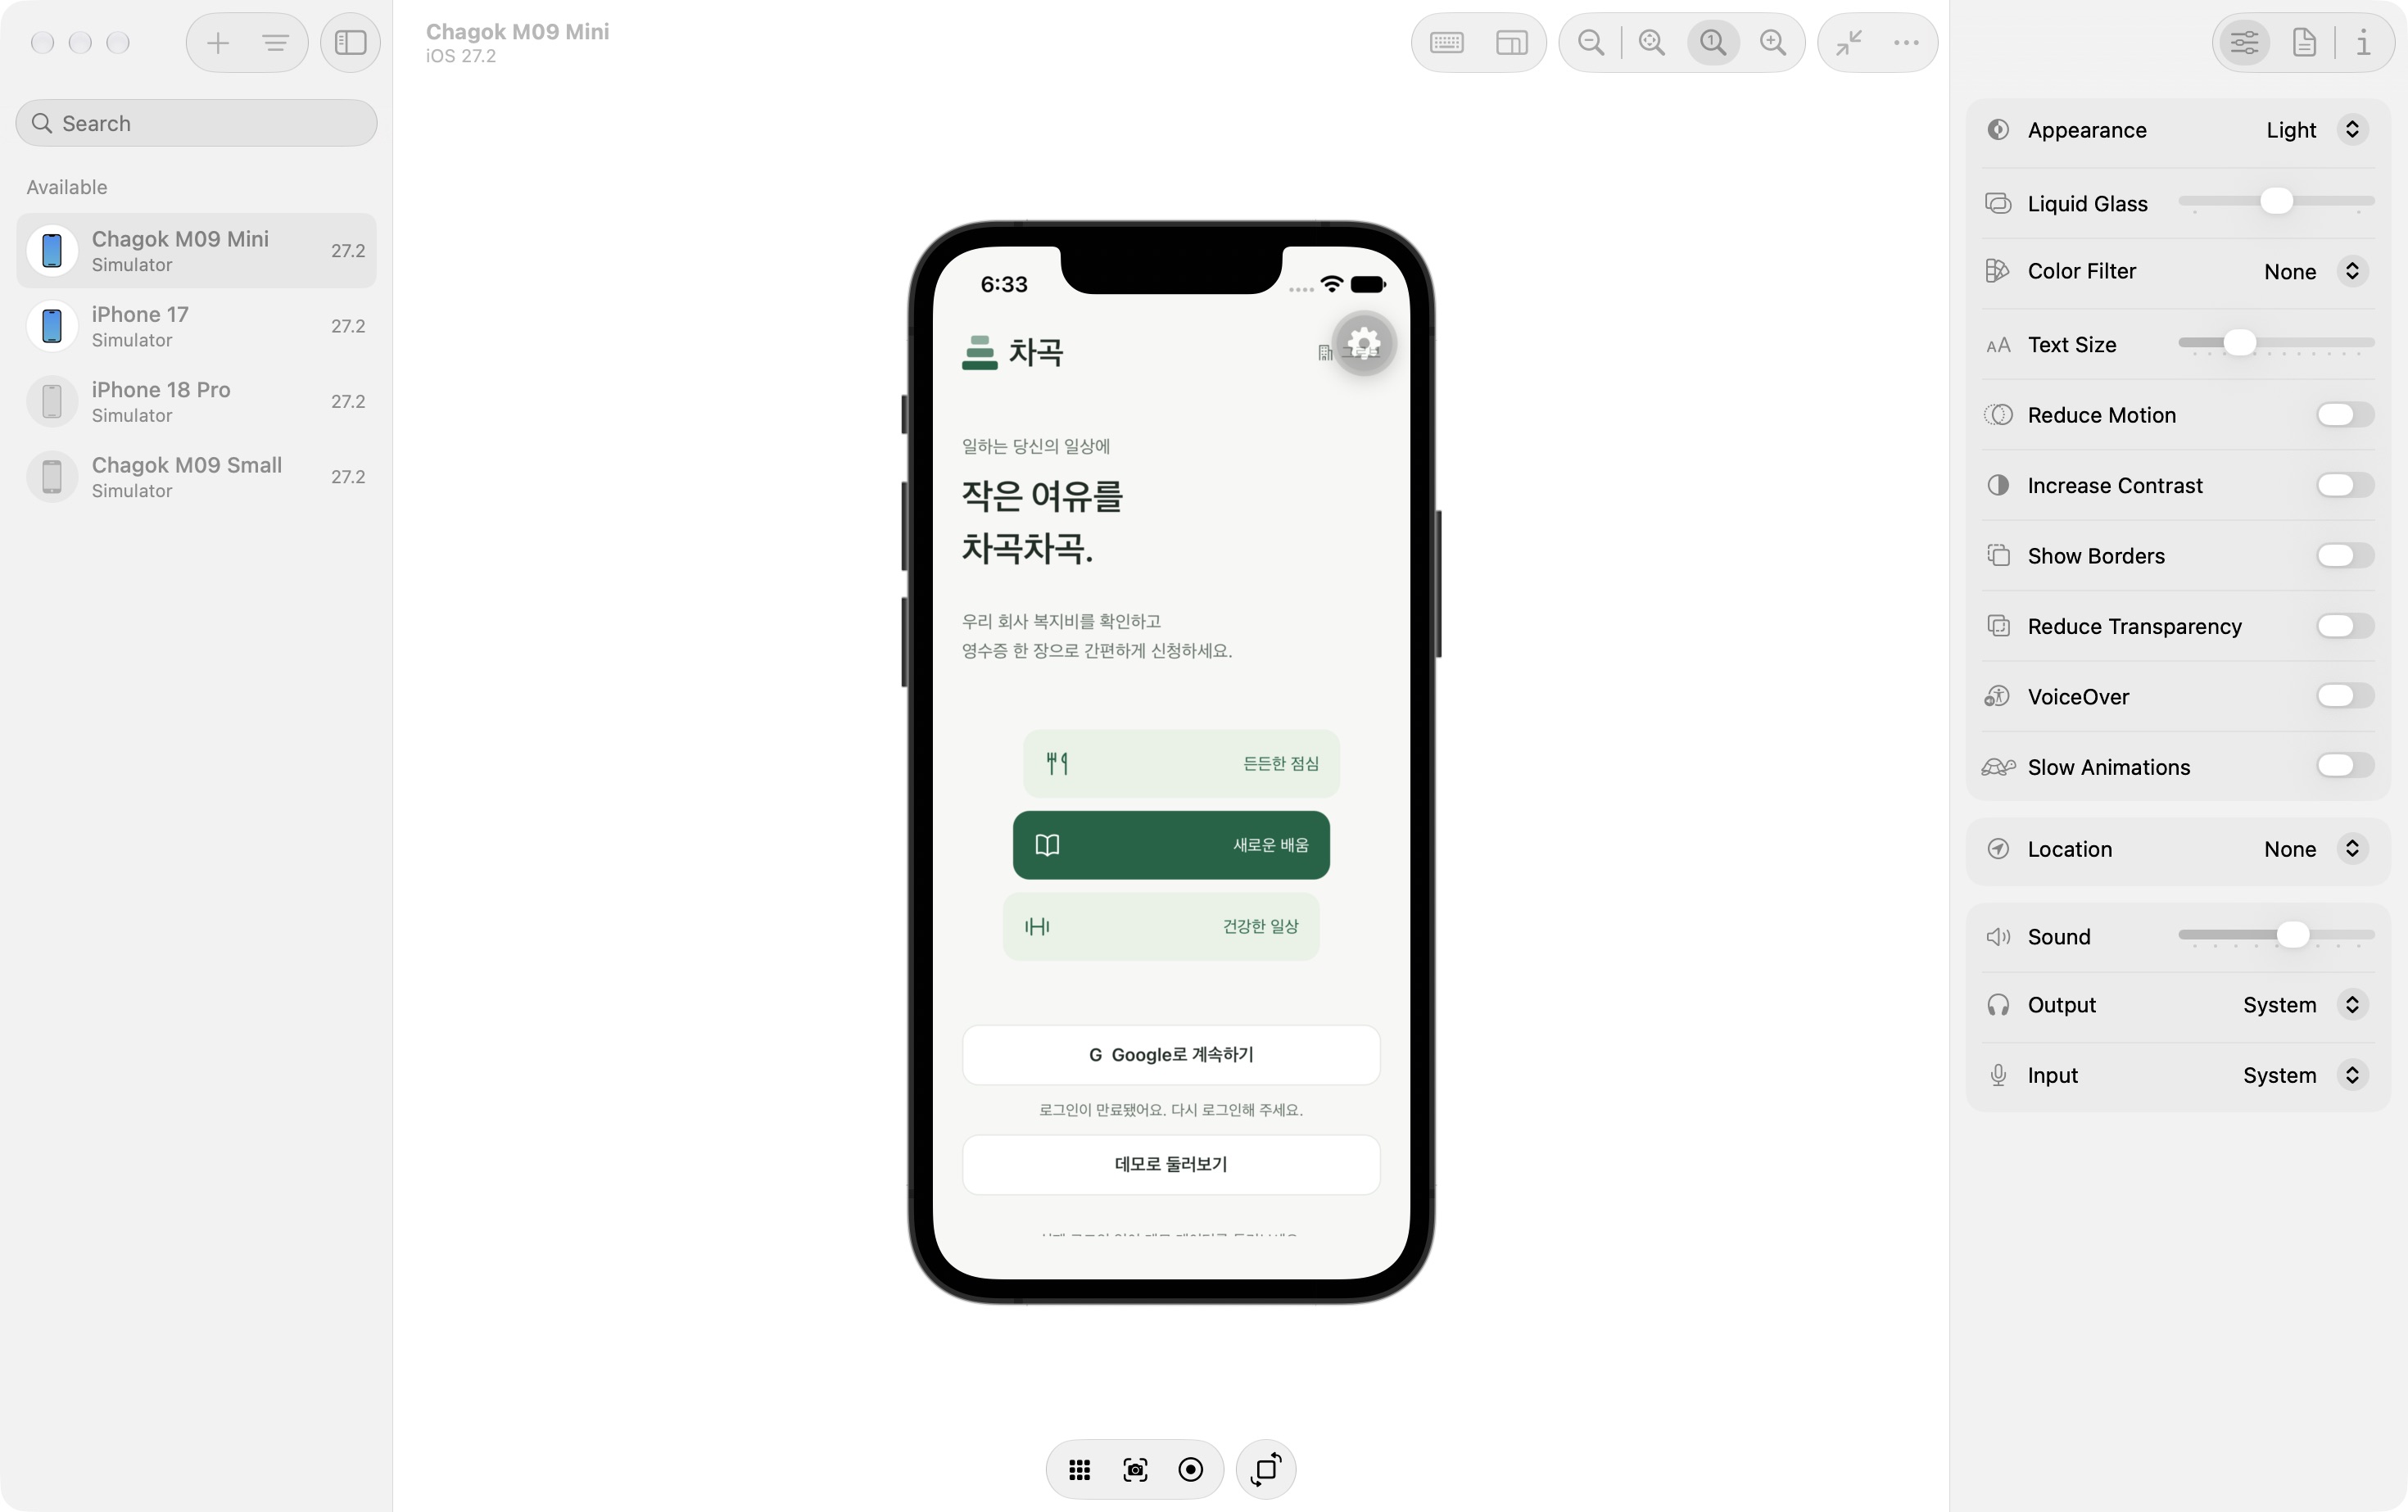 Chagok M09 Mini
iOS 27.2
Search
Available
Chagok M09 Mini
Simulator
27.2
iPhone 17
Simulator
27.2
iPhone 18 Pro
Simulator
27.2
Chagok M09 Small
Simulator
27.2
6:33
차곡
일하는 당신의 일상에
작은 여유를
차곡차곡.
우리 회사 복지비를 확인하고
영수증 한 장으로 간편하게 신청하세요.
든든한 점심
새로운 배움
건강한 일상
G Google로 계속하기
로그인이 만료됐어요. 다시 로그인해 주세요.
데모로 둘러보기
Appearance
Light
Liquid Glass
Color Filter
None
AA Text Size
Reduce Motion
Increase Contrast
Show Borders
Reduce Transparency
VoiceOver
Slow Animations
Location
None
Sound
Output
System
Input
System